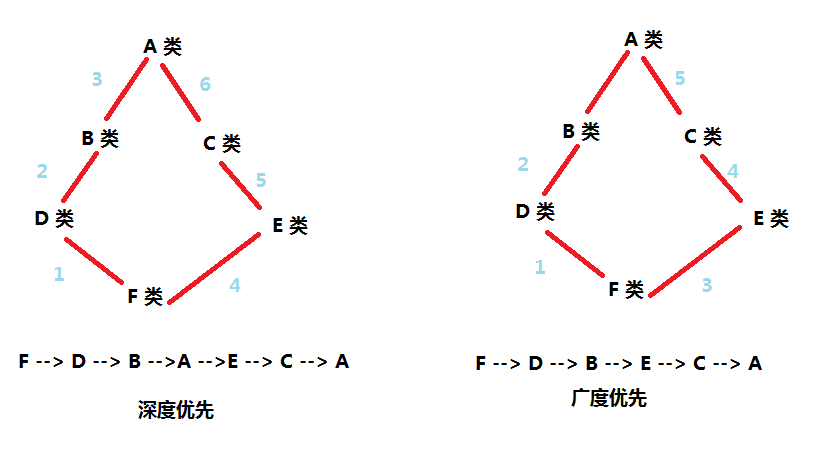 A 类
3
6
B 类
C 类
2
5
D 类
E 类
1
4
F 类
F --> D --> B -->A -->E --> C --> A
深度优先
A 类
5
B 类
C 类
2
4
D 类
E 类
1
3
F 类
F --> D --> B --> E --> C --> A
广度优先